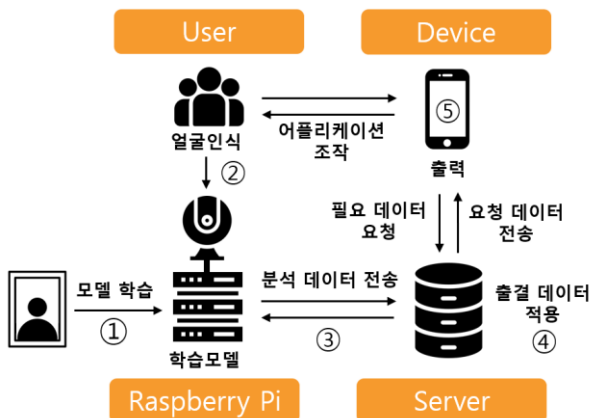 User
Device
얼굴인식
②
어플리케이션
조작
⑤
출력
필요 데이터
요청
요청 데이터
전송
모델 학습
①
학습모델
분석 데이터 전송
③
출결 데이터
적용
④
Raspberry Pi
Server